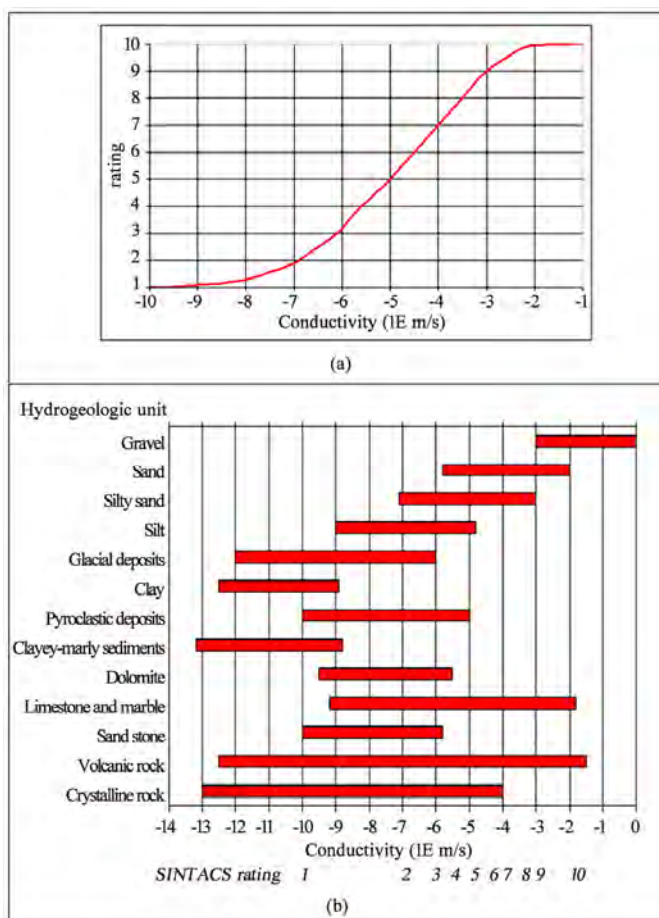 10
9
8
7
6
5
4
3
2
1
rating
-10 -9 -8 -7 -6 -5 -4 -3 -2 -1
Conductivity (1E m/s)
(a)
Hydrogeologic unit
Gravel
Sand
Silty sand
Silt
Glacial deposits
Clay
Pyroclastic deposits
Clayey-marly sediments
Dolomite
Limestone and marble
Sand stone
Volcanic rock
Crystalline rock
-14 -13 -12 -11 -10 -9 -8 -7 -6 -5 -4 -3 -2 -1 -0
Conductivity (1E m/s)
SINTACS rating 1 2 3 4 5 6 7 8 9 10
(b)